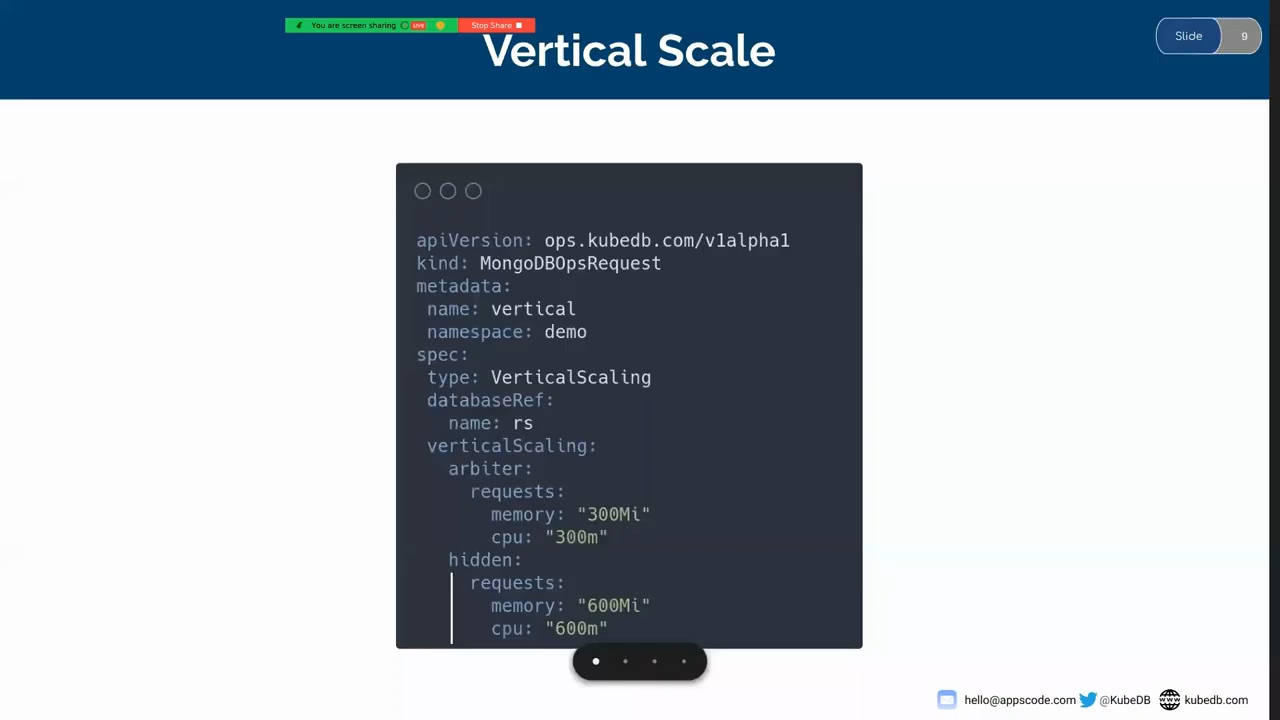 You are screen sharing LIVE Stop Share
Vertical Scale
Slide 9
apiVersion: ops.kubedb.com/v1alpha1
kind: MongoDBOpsRequest
metadata:
 name: vertical
 namespace: demo
spec:
 type: VerticalScaling
 databaseRef:
   name: rs
 verticalScaling:
   arbiter:
     requests:
       memory: "300Mi"
       cpu: "300m"
   hidden:
     requests:
       memory: "600Mi"
       cpu: "600m"
hello@appscode.com @KubeDB kubedb.com